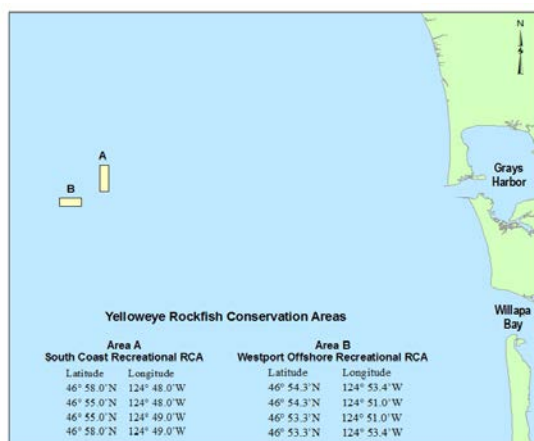 N
A
B
Grays
Harbor
Willapa
Bay
Yelloweye Rockfish Conservation Areas
Area A
South Coast Recreational RCA
Latitude Longitude
46° 58.0'N 124° 48.0'W
46° 55.0'N 124° 48.0'W
46° 55.0'N 124° 49.0'W
46° 58.0'N 124° 49.0'W
Area B
Westport Offshore Recreational RCA
Latitude Longitude
46° 54.3'N 124° 53.4'W
46° 54.3'N 124° 51.0'W
46° 53.3'N 124° 51.0'W
46° 53.3'N 124° 53.4'W